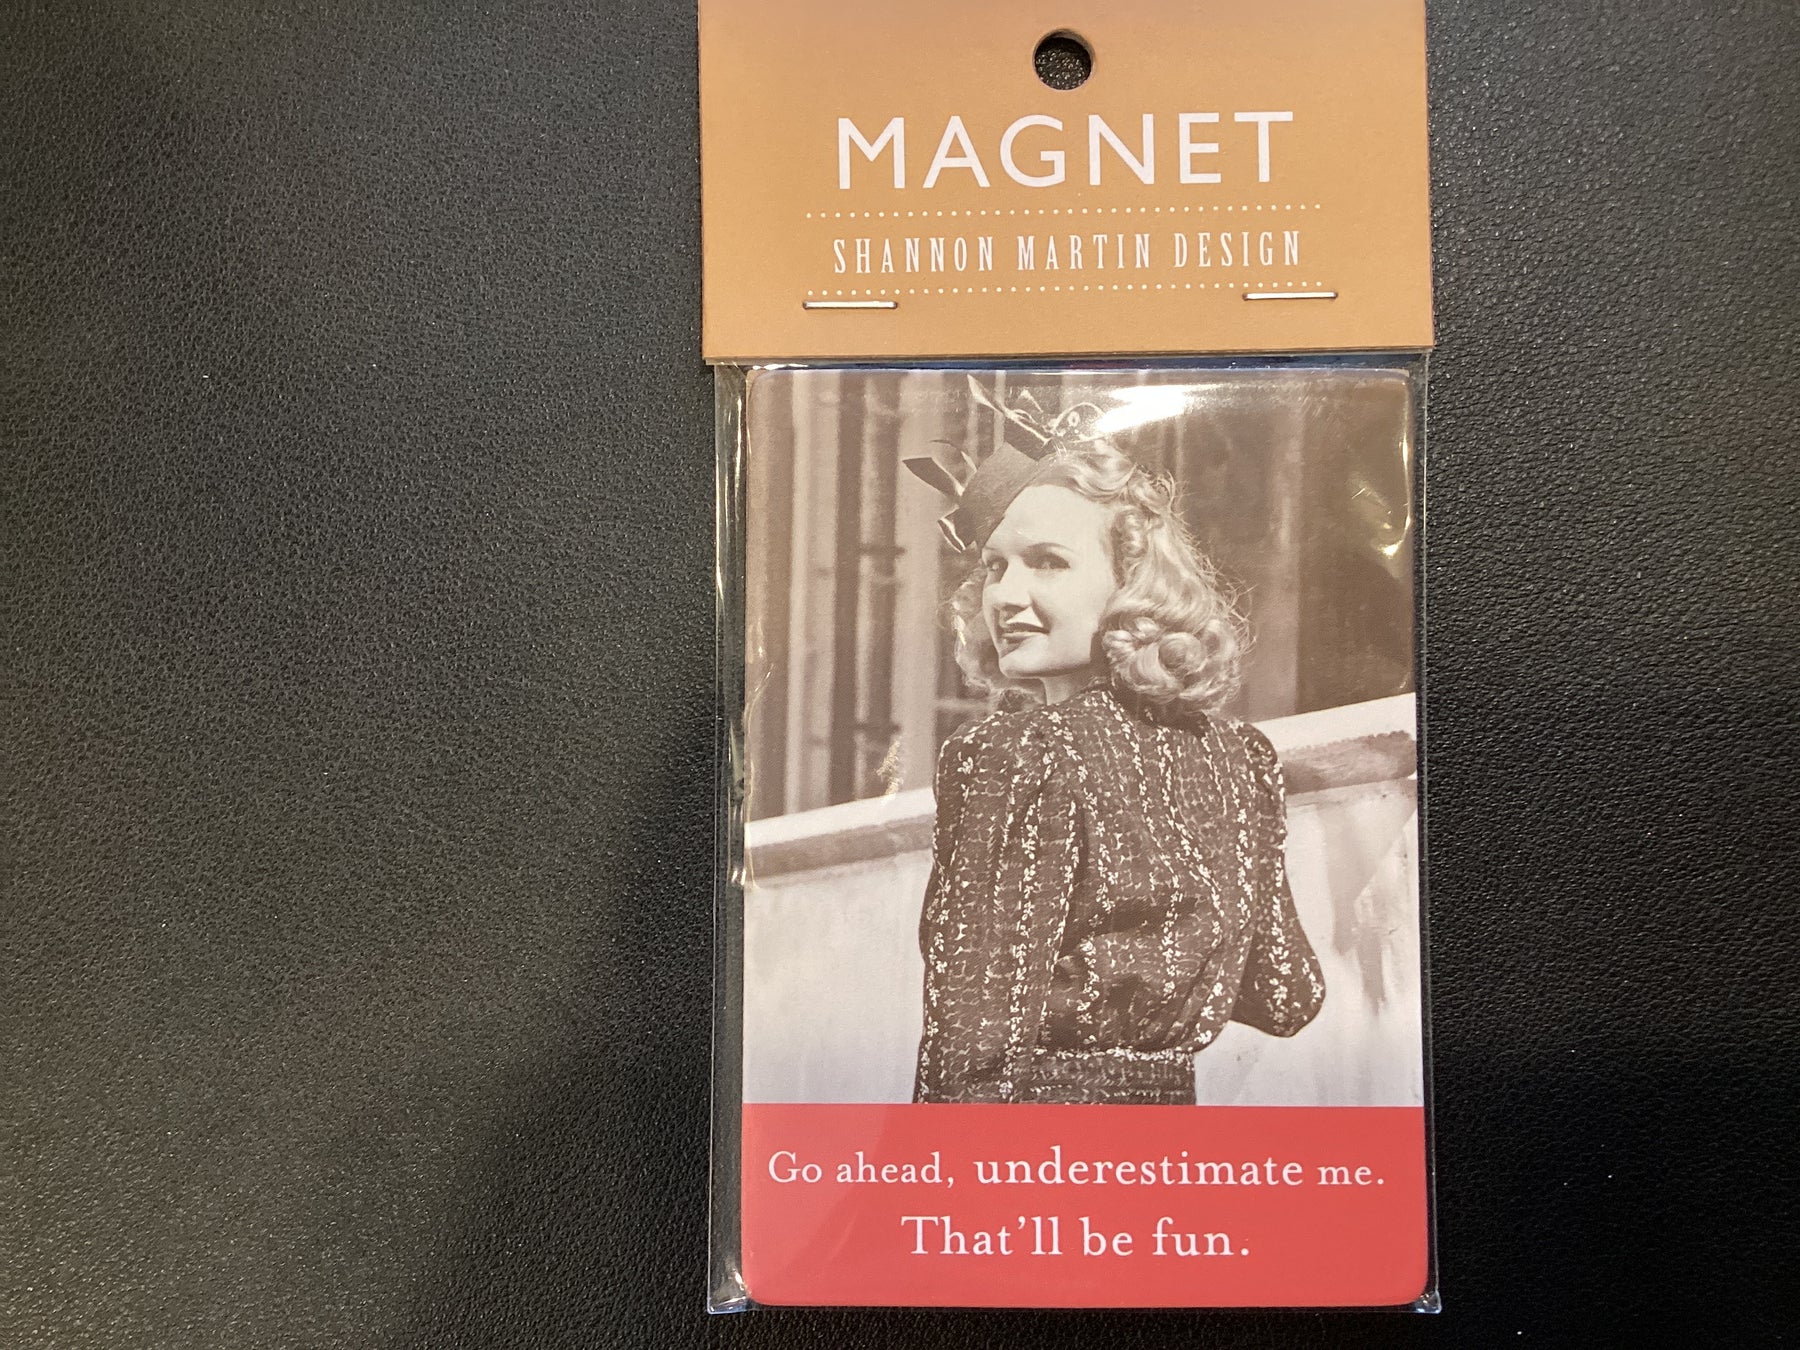 MAGNET
SHANNON MARTIN DESIGN
Go ahead, underestimate me.
That'll be fun.